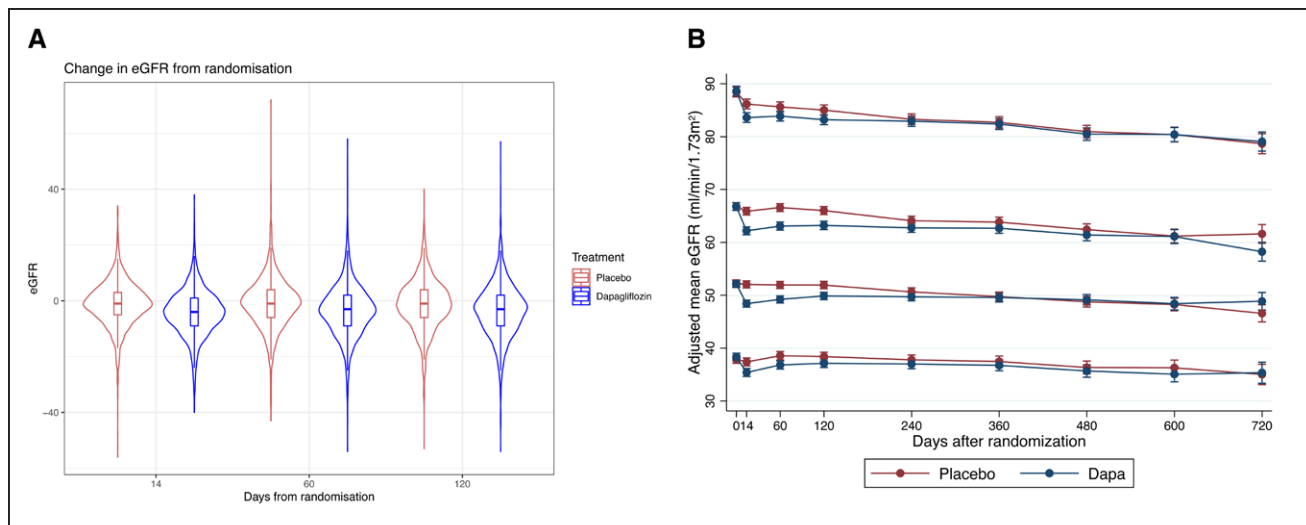 A
Change in eGFR from randomisation
40
0
−40
eGFR
14
60
120
Days from randomisation
Treatment
Placebo
Dapagliflozin
B
Adjusted mean eGFR (ml/min/1.73m²)
90
80
70
60
50
40
30
0 14 60 120 240 360 480 600 720
Days after randomization
Placebo Dapa